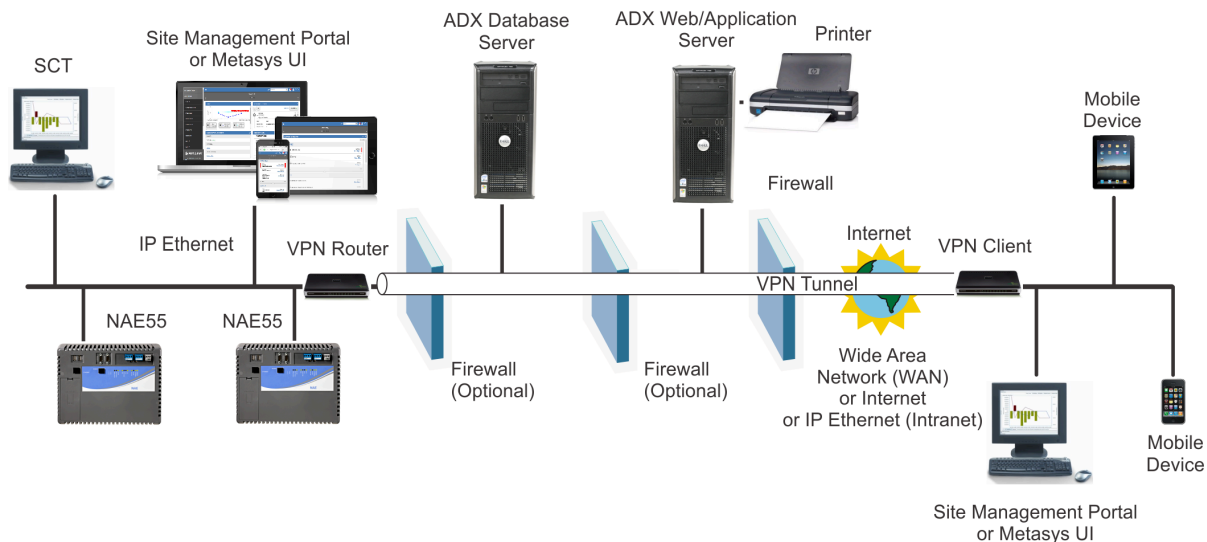 ADX Database
Server
ADX Web/Application
Server
Printer
Site Management Portal
or Metasys UI
SCT
Mobile
Device
Firewall
IP Ethernet
VPN Router
Internet
VPN Client
VPN Tunnel
NAE55
NAE55
Firewall
(Optional)
Firewall
(Optional)
Wide Area
Network (WAN)
or Internet
or IP Ethernet (Intranet)
Mobile
Device
Site Management Portal
or Metasys UI